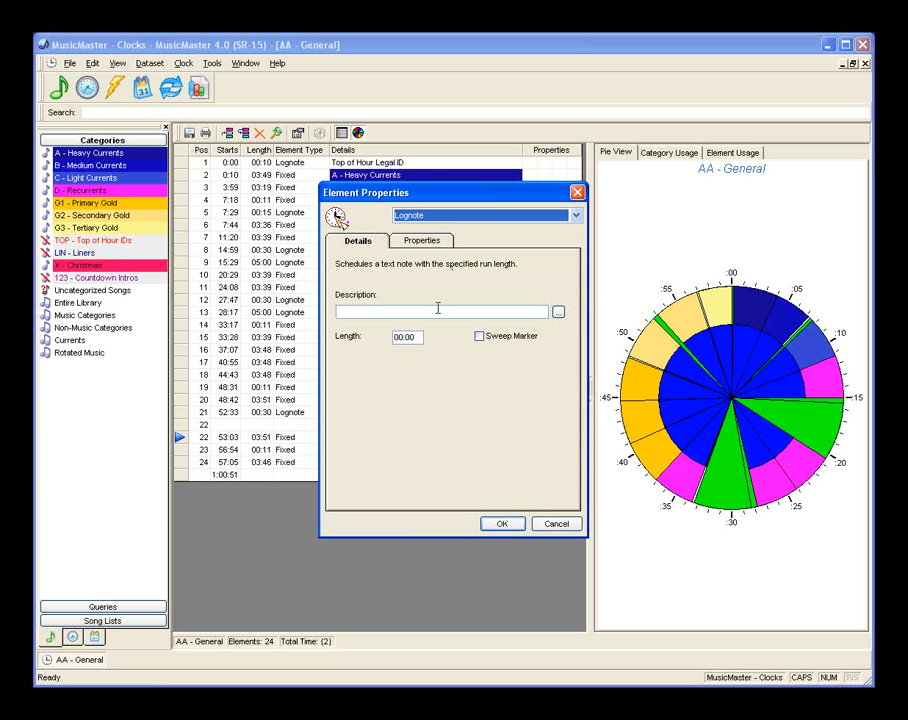 MusicMaster - Clocks - MusicMaster 4.0 (SR-15) - [AA - General]
File Edit View Dataset Clock Tools Window Help
31
Search:
Categories
A - Heavy Currents
B - Medium Currents
C - Light Currents
D - Recurrents
G1 - Primary Gold
G2 - Secondary Gold
G3 - Tertiary Gold
TOP - Top of Hour IDs
LIN - Liners
X - Christmas
123 - Countdown Intros
Uncategorized Songs
Entire Library
Music Categories
Non-Music Categories
Currents
Rotated Music
Queries
Song Lists
Pos Starts Length Element Type Details Properties
1 0:00 00:10 Lognote Top of Hour Legal ID
2 0:10 03:49 Fixed A - Heavy Currents
3 3:59 03:19 Fixed
4 7:18 00:11 Fixed
5 7:29 00:15 Lognote
6 7:44 03:36 Fixed
7 11:20 03:39 Fixed
8 14:59 00:30 Lognote
9 15:29 05:00 Lognote
10 20:29 03:39 Fixed
11 24:08 03:39 Fixed
12 27:47 00:30 Lognote
13 28:17 05:00 Lognote
14 33:17 00:11 Fixed
15 33:28 03:39 Fixed
16 37:07 03:48 Fixed
17 40:55 03:48 Fixed
18 44:43 03:48 Fixed
19 48:31 00:11 Fixed
20 48:42 03:51 Fixed
21 52:33 00:30 Lognote
22
22 53:03 03:51 Fixed
23 56:54 00:11 Fixed
24 57:05 03:46 Fixed
1:00:51
Element Properties
Lognote
Details Properties
Schedules a text note with the specified run length.
Description:
...
Length: 00:00 Sweep Marker
OK Cancel
Pie View Category Usage Element Usage
AA - General
:00
:05
:10
:15
:20
:25
:30
:35
:40
:45
:50
:55
AA - General Elements: 24 Total Time: {2}
AA - General
Ready MusicMaster - Clocks CAPS NUM INS